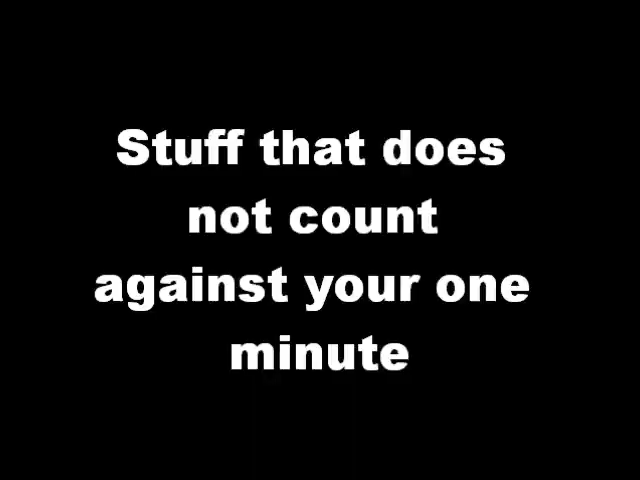 Stuff that does
not count
against your one
minute